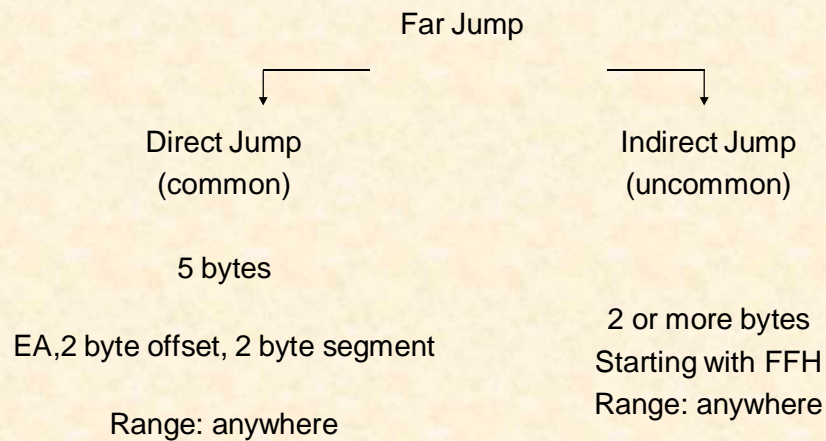 Far Jump
Direct Jump
(common)
5 bytes
EA,2 byte offset, 2 byte segment
Range: anywhere
Indirect Jump
(uncommon)
2 or more bytes
Starting with FFH
Range: anywhere